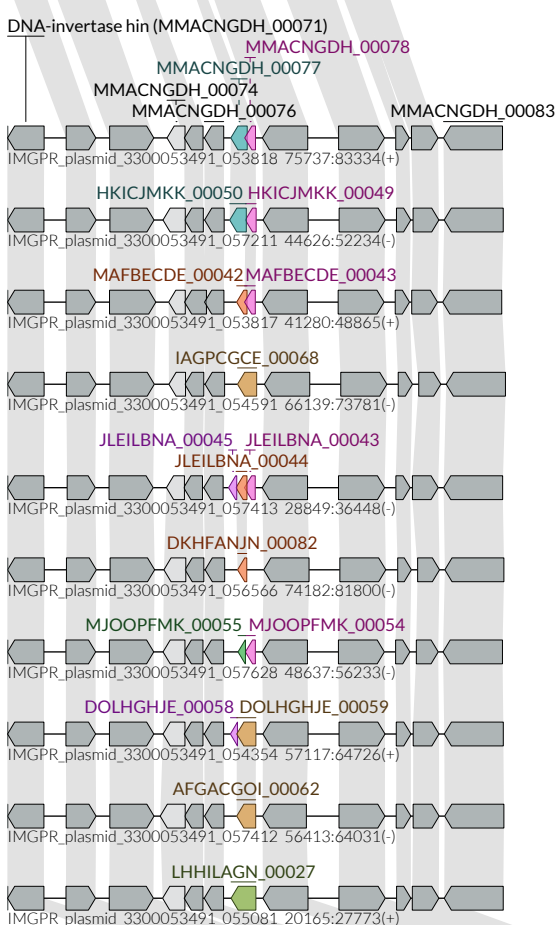 DNA-invertase hin (MMACNGDH_00071)
MMACNGDH_00078
MMACNGDH_00077
MMACNGDH_00074
MMACNGDH_00076 MMACNGDH_00083
IMGPR_plasmid_3300053491_053818 75737:83334(+)
HKICJMKK_00050 HKICJMKK_00049
IMGPR_plasmid_3300053491_057211 44626:52234(-)
MAFBECDE_00042 MAFBECDE_00043
IMGPR_plasmid_3300053491_053817 41280:48865(+)
IAGPCGCE_00068
IMGPR_plasmid_3300053491_054591 66139:73781(-)
JLEILBNA_00045 JLEILBNA_00043
JLEILBNA_00044
IMGPR_plasmid_3300053491_057413 28849:36448(-)
DKHFANJN_00082
IMGPR_plasmid_3300053491_056566 74182:81800(-)
MJOOPFMK_00055 MJOOPFMK_00054
IMGPR_plasmid_3300053491_057628 48637:56233(-)
DOLHGHJE_00058 DOLHGHJE_00059
IMGPR_plasmid_3300053491_054354 57117:64726(+)
AFGACGOI_00062
IMGPR_plasmid_3300053491_057412 56413:64031(-)
LHHILAGN_00027
IMGPR_plasmid_3300053491_055081 20165:27773(+)